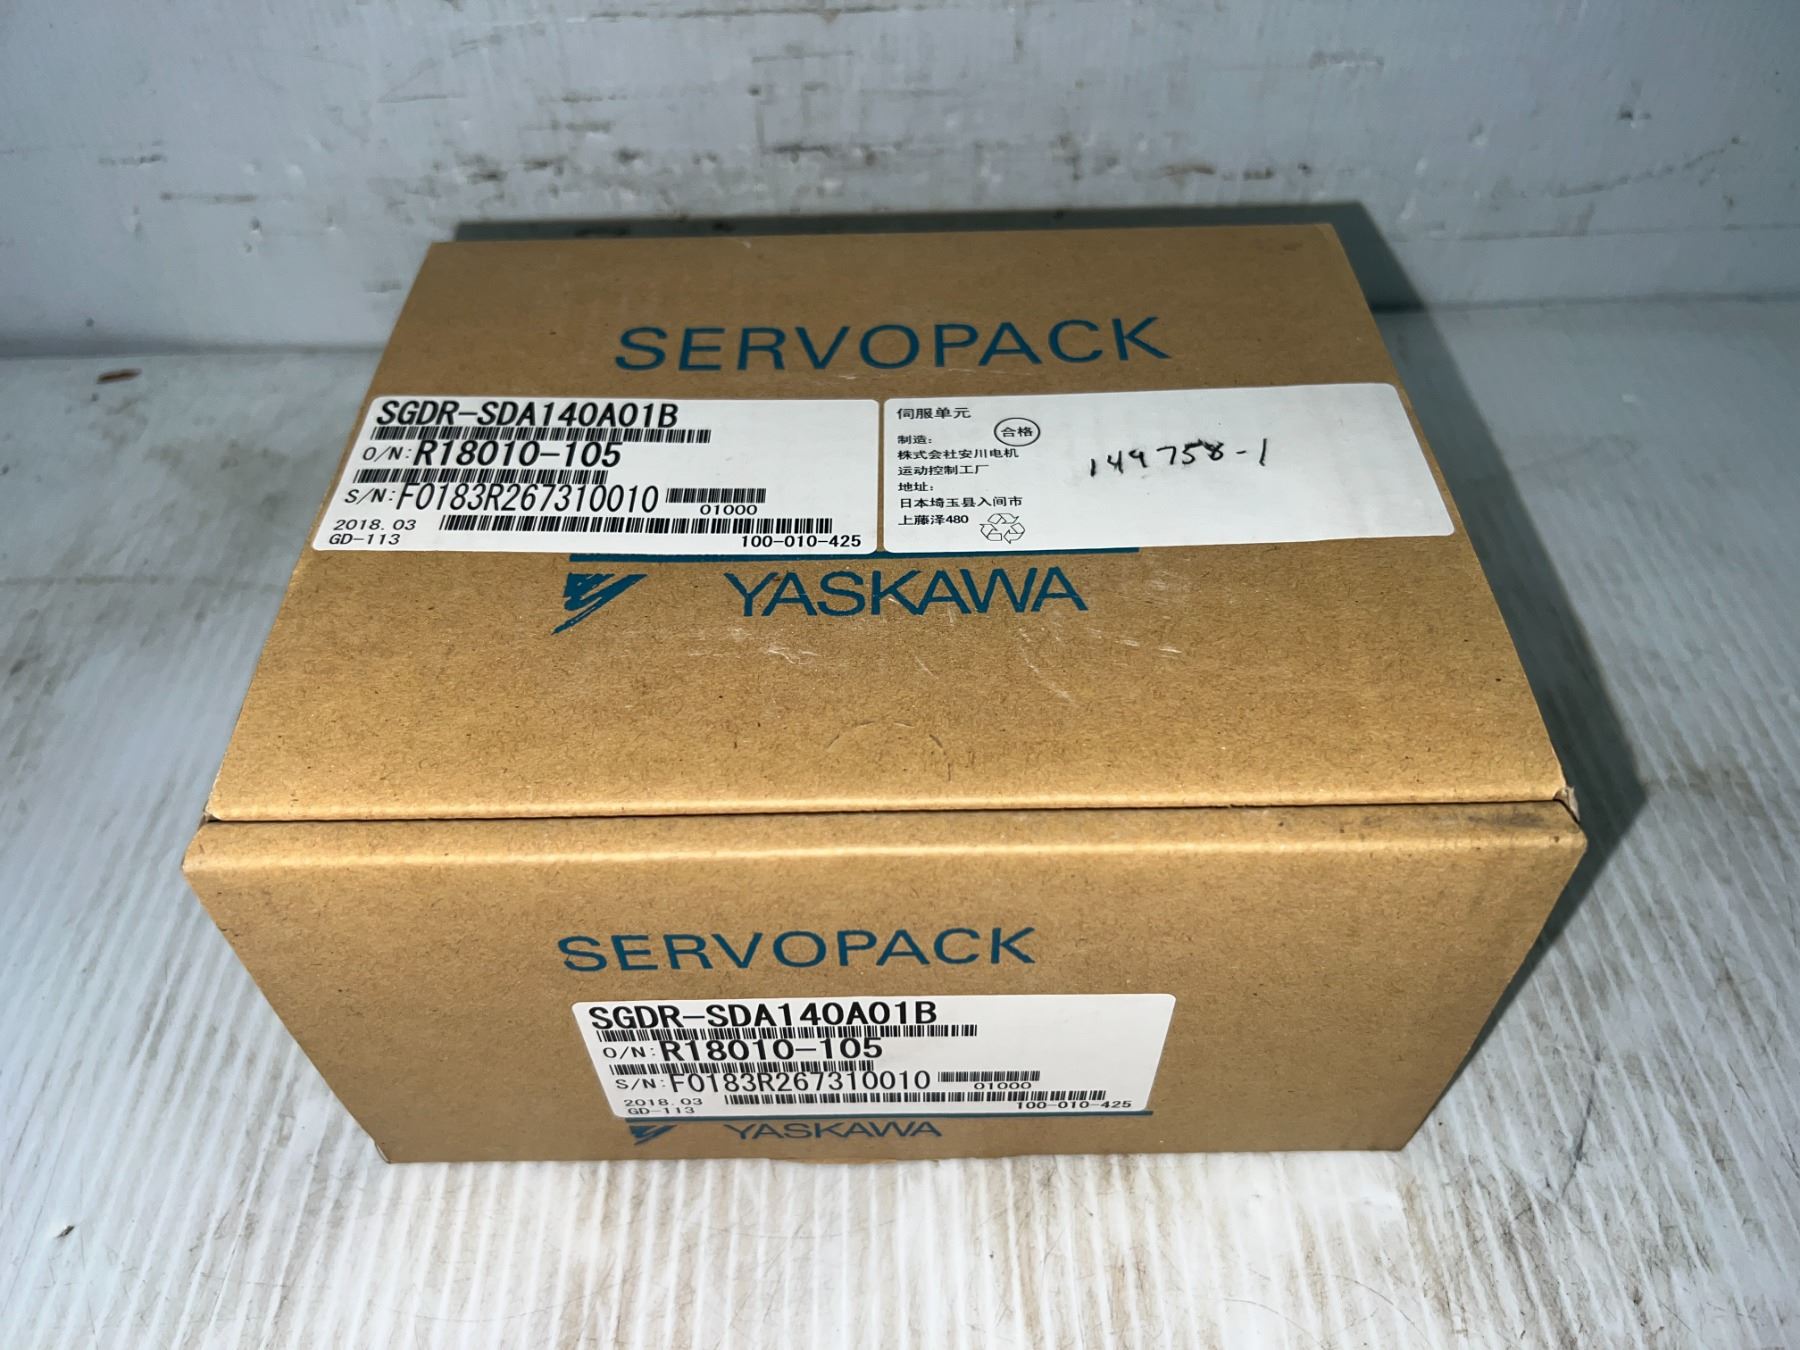 SERVOPACK
SGDR-SDA140A01B
O/N: R18010-105
S/N: F0183R267310010
01000
2018.03
GD-113
100-010-425
伺服单元
合格
制造:
株式会社安川电机
运动控制工厂
地址:
日本埼玉县入间市
上藤泽480
149758-1
YASKAWA
SERVOPACK
SGDR-SDA140A01B
O/N: R18010-105
S/N: F0183R267310010
01000
2018.03
GD-113
100-010-425
YASKAWA